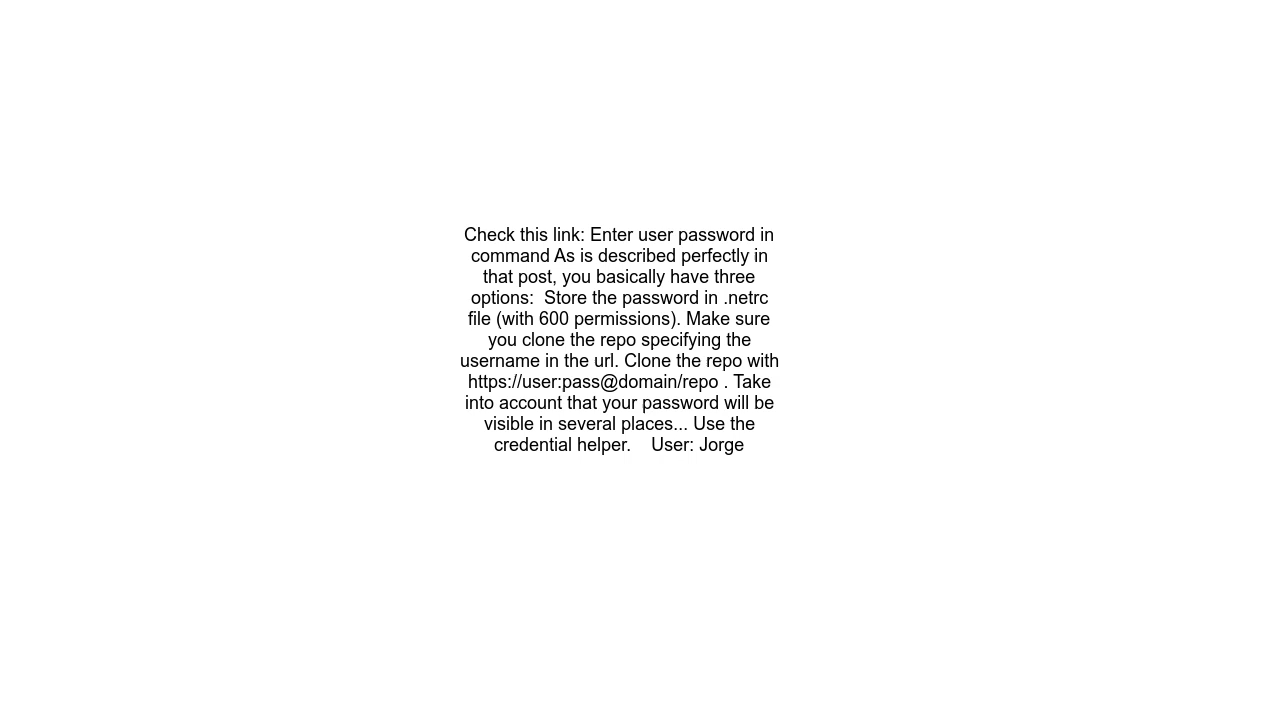 Check this link: Enter user password in
command As is described perfectly in
that post, you basically have three
options:  Store the password in .netrc
file (with 600 permissions). Make sure
you clone the repo specifying the
username in the url. Clone the repo with
https://user:pass@domain/repo . Take
into account that your password will be
visible in several places... Use the
credential helper.    User: Jorge